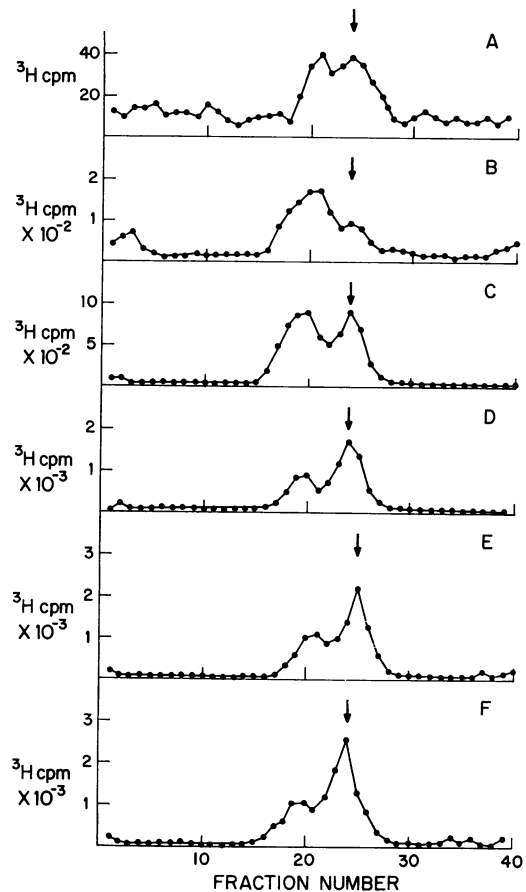 A
³H cpm
40
20
B
³H cpm
X 10⁻²
2
1
C
³H cpm
X 10⁻²
10
5
D
³H cpm
X 10⁻³
2
1
E
³H cpm
X 10⁻³
3
2
1
F
³H cpm
X 10⁻³
3
2
1
10 20 30 40
FRACTION NUMBER